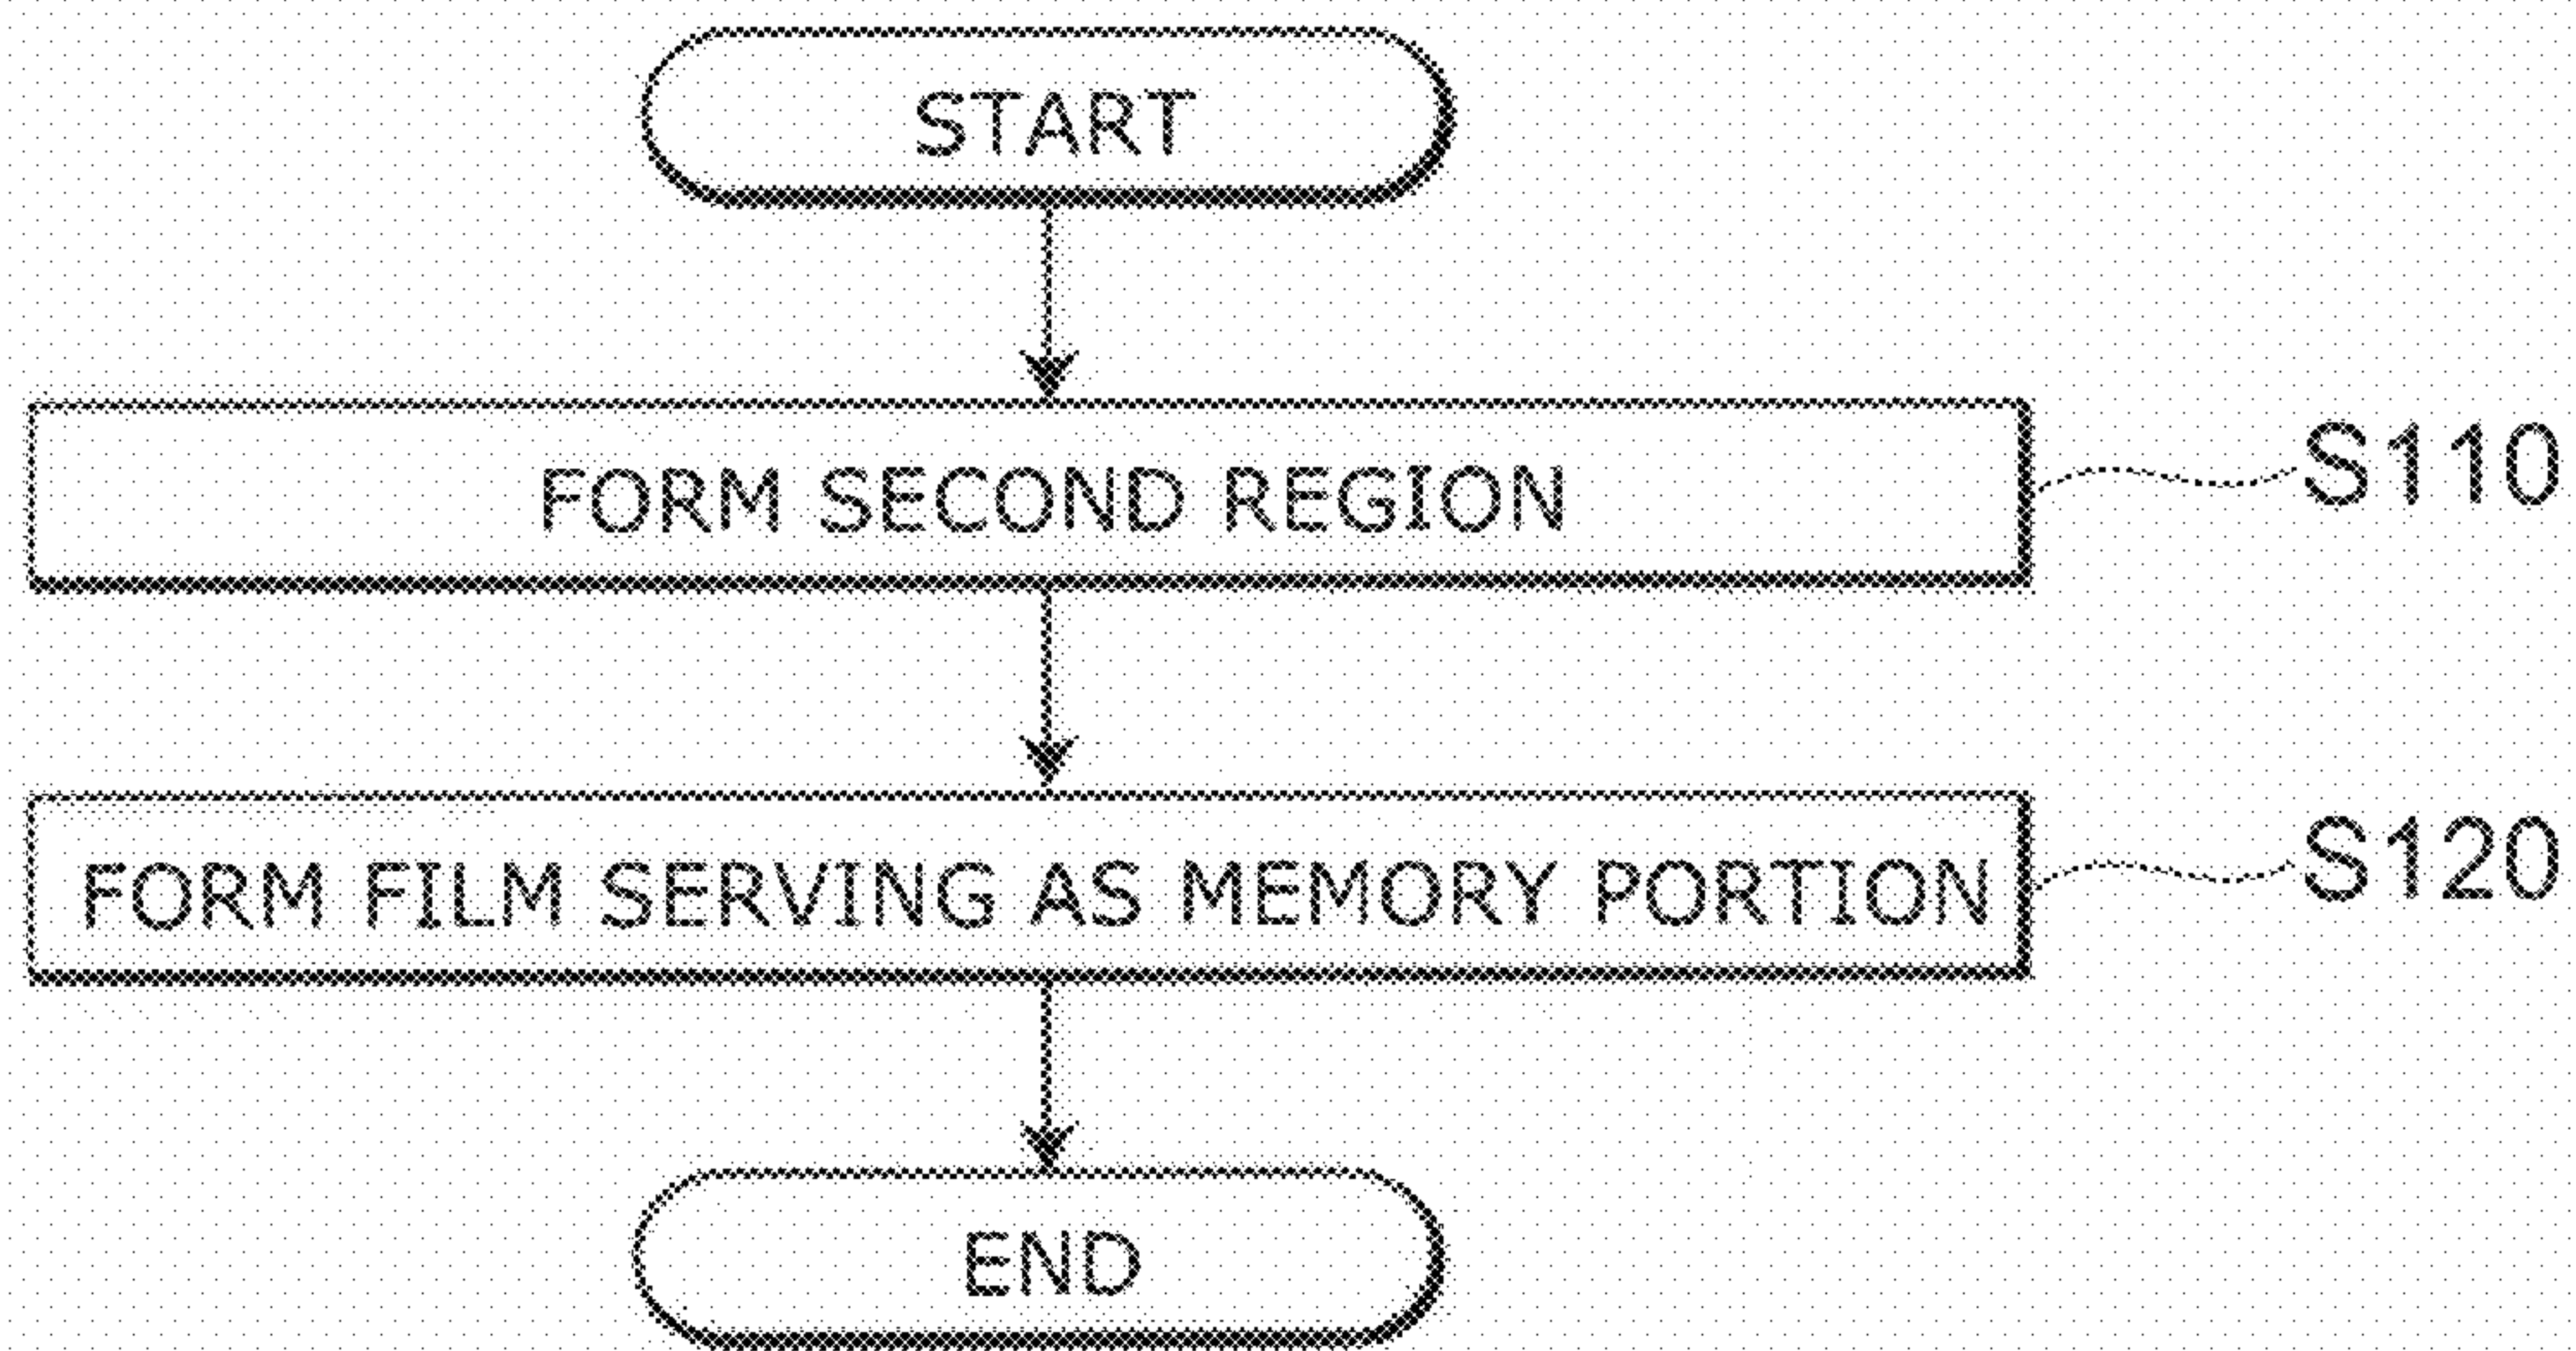 START
FORM SECOND REGION
S110
FORM FILM SERVING AS MEMORY PORTION
S120
END